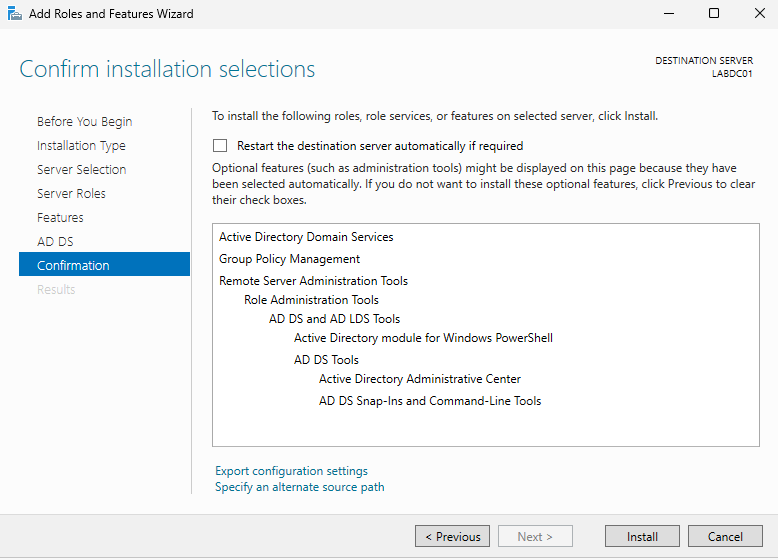 Add Roles and Features Wizard
Confirm installation selections
DESTINATION SERVER
LABDC01
Before You Begin
Installation Type
Server Selection
Server Roles
Features
AD DS
Confirmation
Results
To install the following roles, role services, or features on selected server, click Install.
Restart the destination server automatically if required
Optional features (such as administration tools) might be displayed on this page because they have
been selected automatically. If you do not want to install these optional features, click Previous to clear
their check boxes.
Active Directory Domain Services
Group Policy Management
Remote Server Administration Tools
Role Administration Tools
AD DS and AD LDS Tools
Active Directory module for Windows PowerShell
AD DS Tools
Active Directory Administrative Center
AD DS Snap-Ins and Command-Line Tools
Export configuration settings
Specify an alternate source path
< Previous
Next >
Install
Cancel